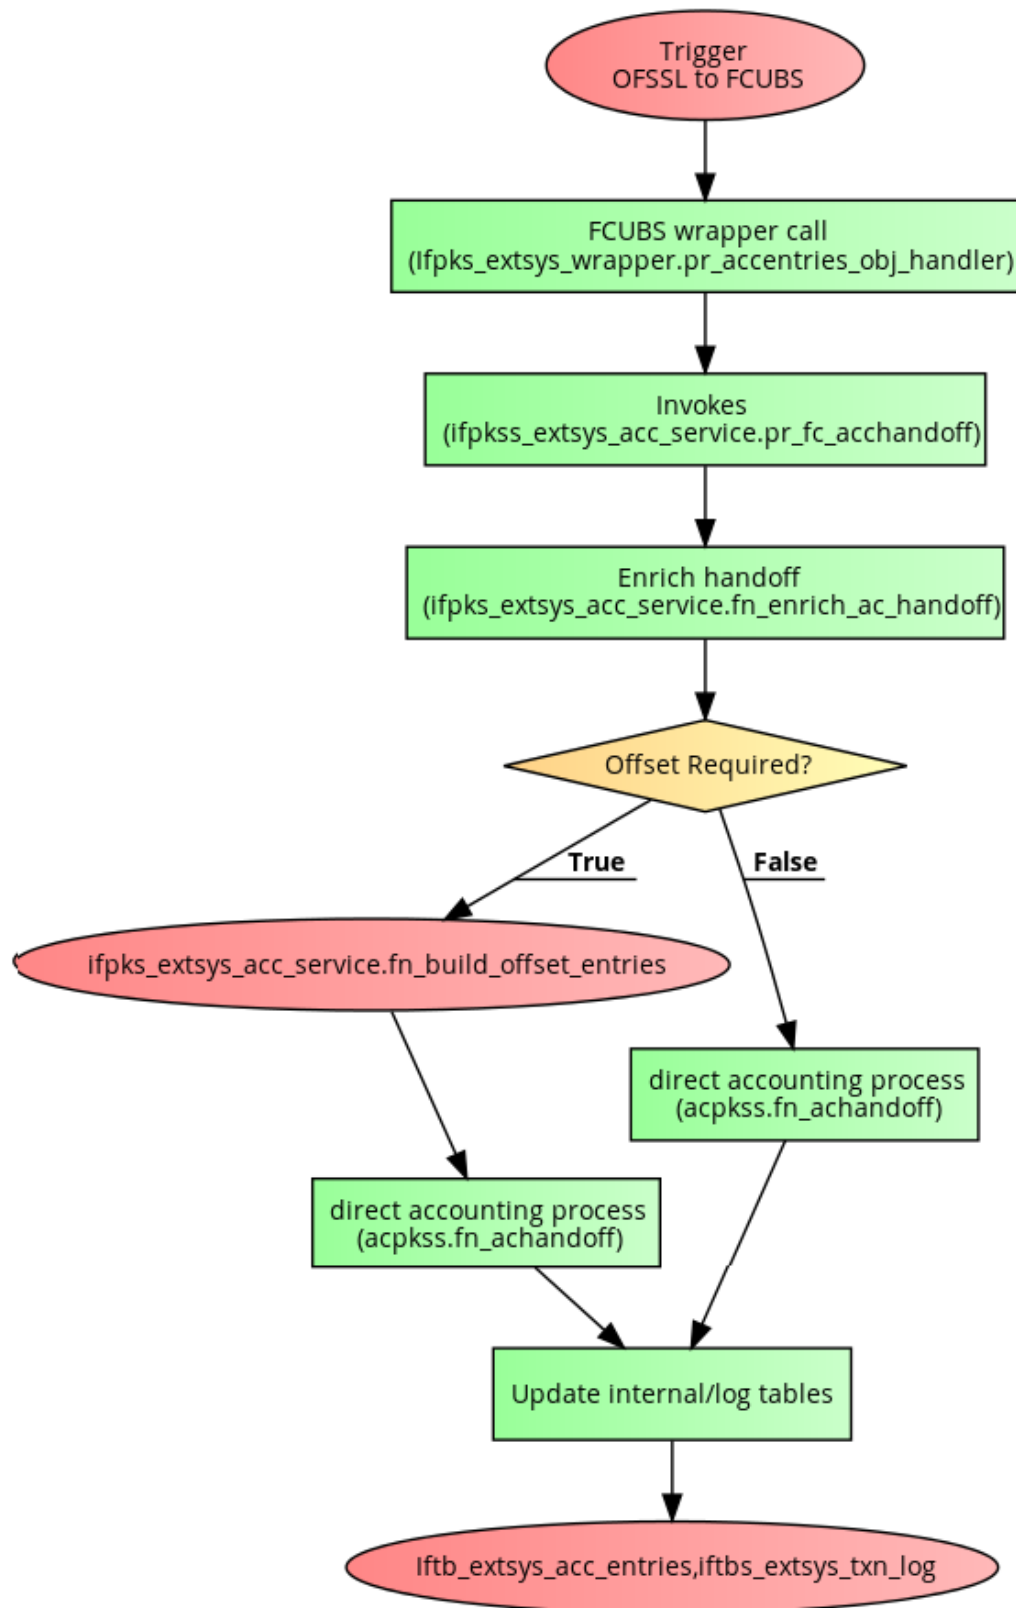 Trigger
OFSSL to FCUBS
FCUBS wrapper call
(Ifpks_extsys_wrapper.pr_accentries_obj_handler)
Invokes
(ifpkss_extsys_acc_service.pr_fc_acchandoff)
Enrich handoff
(ifpks_extsys_acc_service.fn_enrich_ac_handoff)
Offset Required?
True
False
ifpks_extsys_acc_service.fn_build_offset_entries
direct accounting process
(acpkss.fn_achandoff)
direct accounting process
(acpkss.fn_achandoff)
Update internal/log tables
Iftb_extsys_acc_entries,iftbs_extsys_txn_log